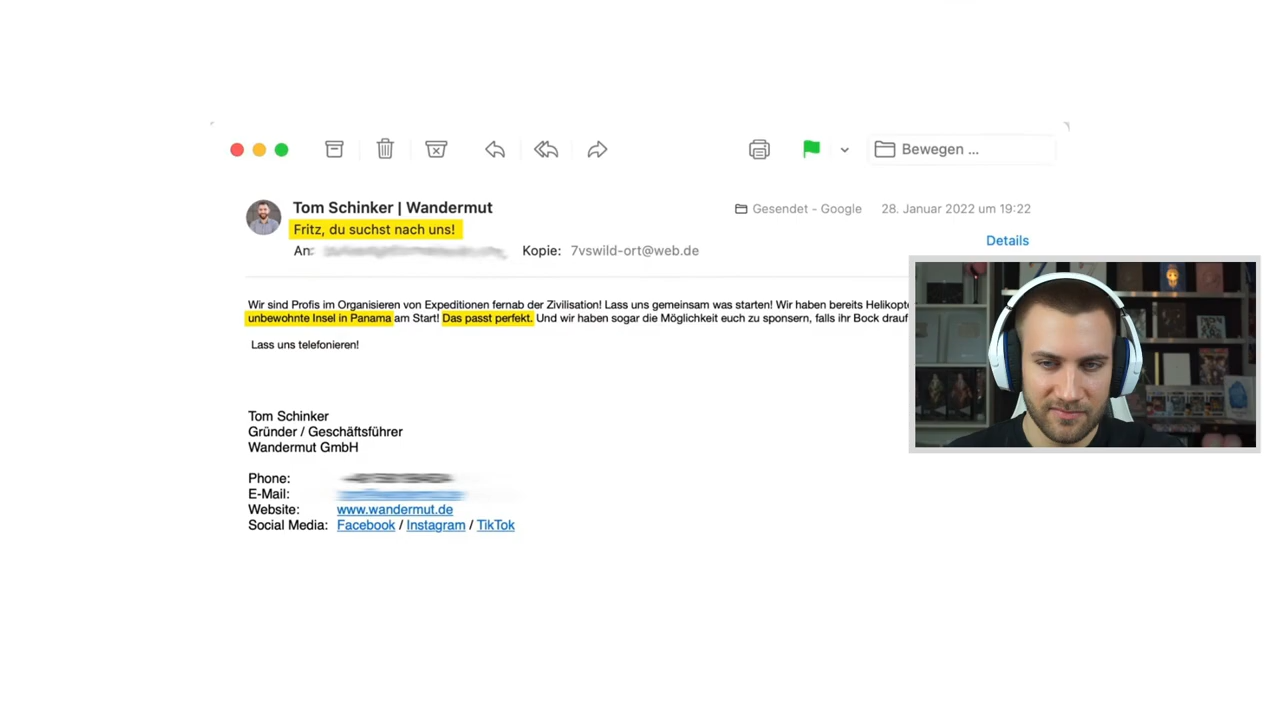 Bewegen ...
Tom Schinker | Wandermut
Gesendet - Google 28. Januar 2022 um 19:22
Fritz, du suchst nach uns!
Details
An: Kopie: 7vswild-ort@web.de
Wir sind Profis im Organisieren von Expeditionen fernab der Zivilisation! Lass uns gemeinsam was starten! Wir haben bereits
unbewohnte Insel in Panama am Start! Das passt perfekt. Und wir haben sogar die Möglichkeit euch zu sponsern, falls ihr Bock drauf
Lass uns telefonieren!
Tom Schinker
Gründer / Geschäftsführer
Wandermut GmbH
Phone:
E-Mail:
Website: www.wandermut.de
Social Media: Facebook / Instagram / TikTok